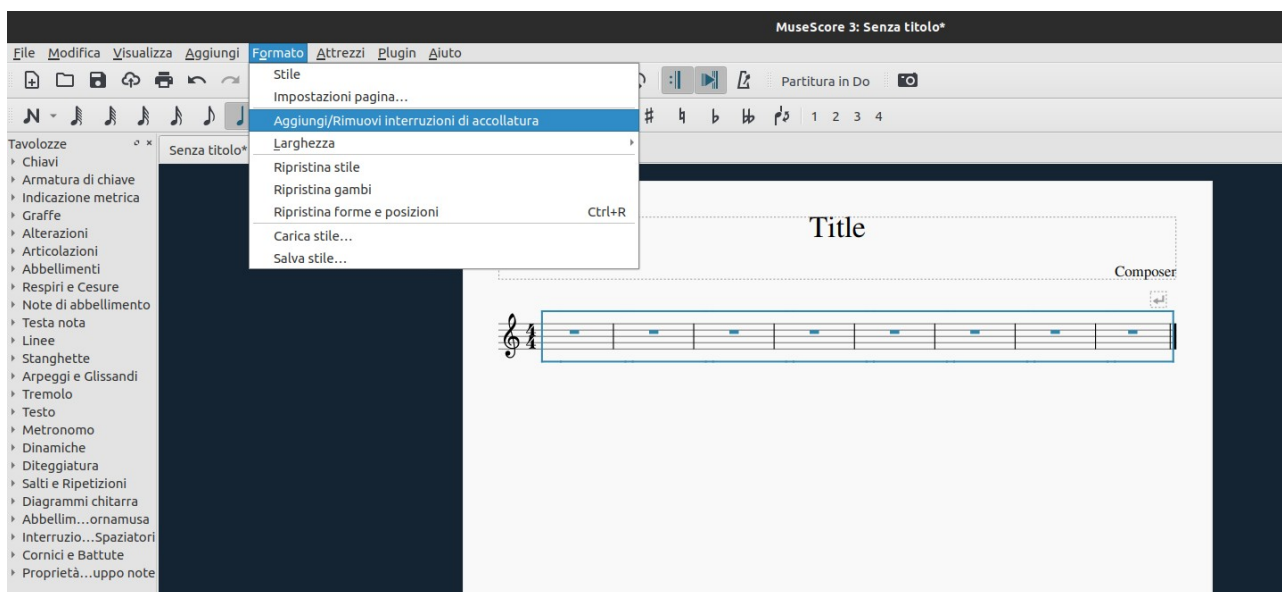 MuseScore 3: Senza titolo*
File Modifica Visualizza Aggiungi Formato Attrezzi Plugin Aiuto
Partitura in Do
1 2 3 4
Stile
Impostazioni pagina...
Aggiungi/Rimuovi interruzioni di accollatura
Larghezza
Ripristina stile
Ripristina gambi
Ripristina forme e posizioni Ctrl+R
Carica stile...
Salva stile...
Tavolozze
Chiavi
Armatura di chiave
Indicazione metrica
Graffe
Alterazioni
Articolazioni
Abbellimenti
Respiri e Cesure
Note di abbellimento
Testa nota
Linee
Stanghette
Arpeggi e Glissandi
Tremolo
Testo
Metronomo
Dinamiche
Diteggiatura
Salti e Ripetizioni
Diagrammi chitarra
Abbellim...ornamusa
Interruzio...Spaziatori
Cornici e Battute
Proprietà...uppo note
Senza titolo*
Title
Composer
4
4